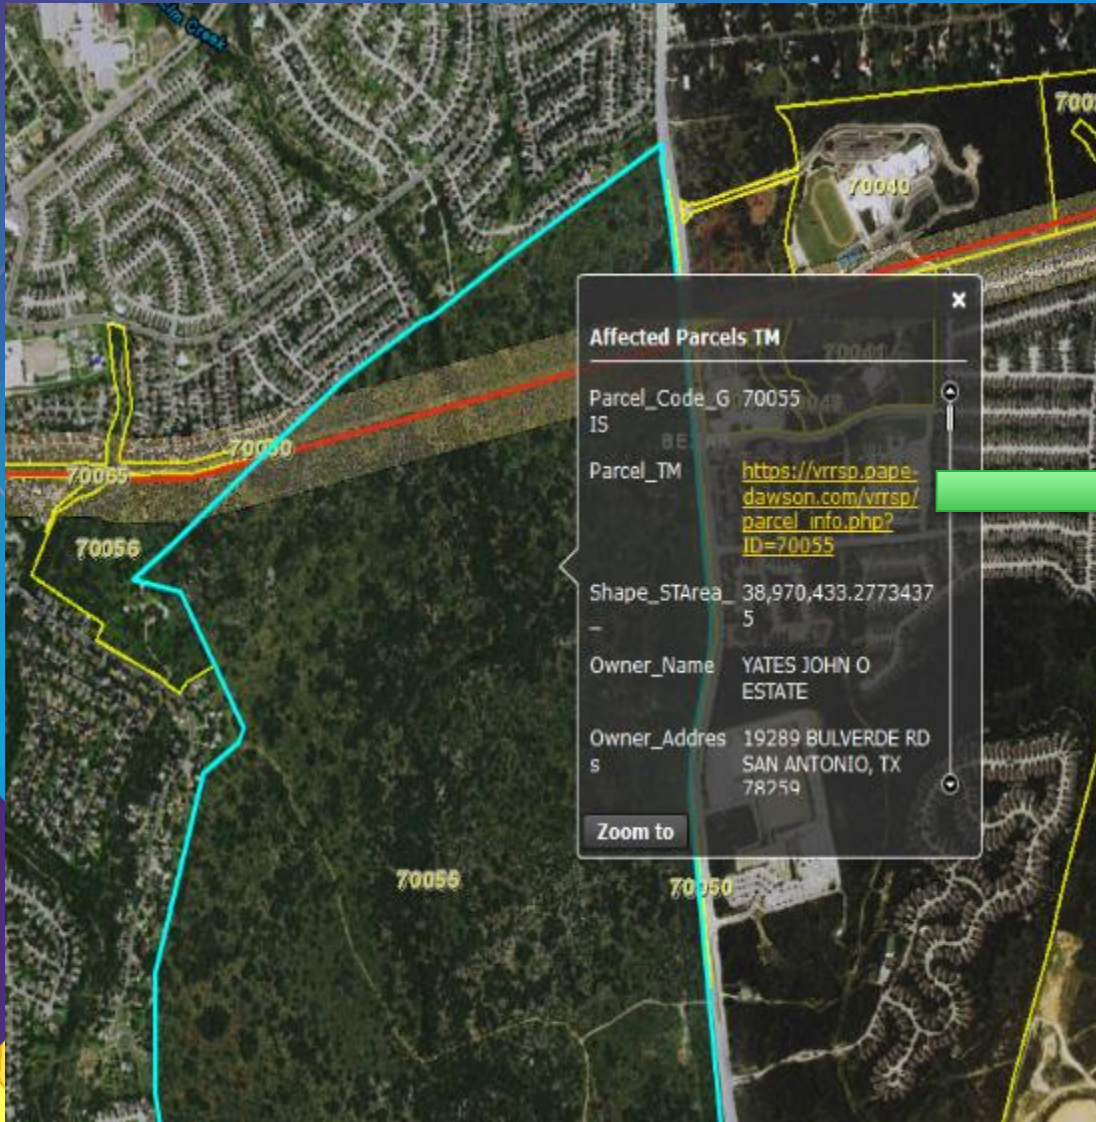 Elm Creek
70040
Affected Parcels TM
Parcel_Code_G
IS
70055
Parcel_TM
https://vrrsp.pape-
dawson.com/vrrsp/
parcel_info.php?
ID=70055
Shape_STArea_
_
38,970,433.2773437
5
Owner_Name
YATES JOHN O
ESTATE
Owner_Addres
s
19289 BULVERDE RD
SAN ANTONIO, TX
78259
Zoom to
70065
70056
70055
70050